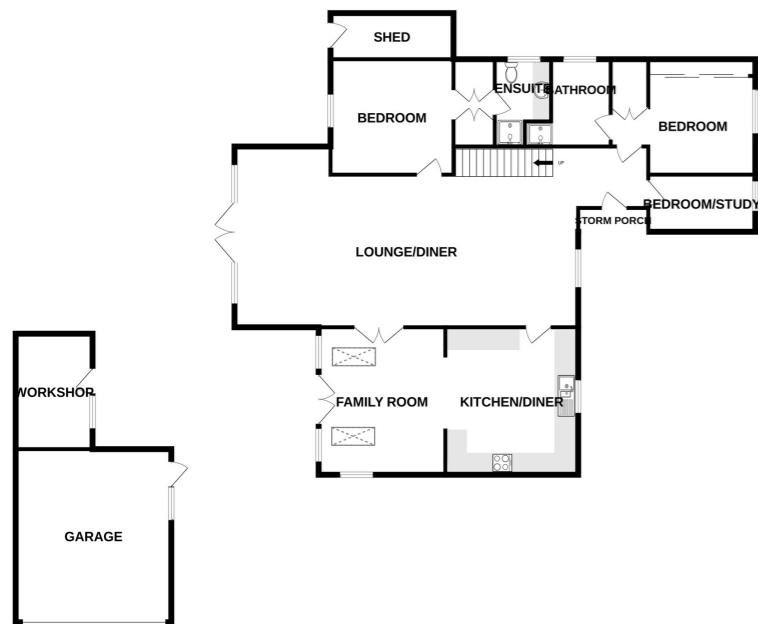 SHED
ENSUITE
BATHROOM
BEDROOM
BEDROOM
UP
BEDROOM/STUDY
STORM PORCH
LOUNGE/DINER
WORKSHOP
FAMILY ROOM
KITCHEN/DINER
GARAGE